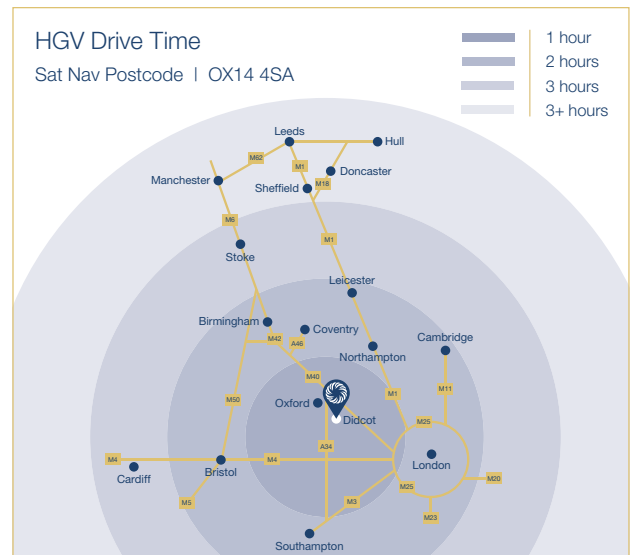 HGV Drive Time
Sat Nav Postcode | OX14 4SA
1 hour
2 hours
3 hours
3+ hours
Leeds
Hull
M62
M1
Doncaster
Manchester
M18
Sheffield
M6
M1
Stoke
Leicester
Birmingham
Coventry
Cambridge
M42
A46
Northampton
M40
M11
M1
M50
Oxford
Didcot
M25
A34
M4
M4
London
Bristol
Cardiff
M20
M25
M5
M3
M23
Southampton